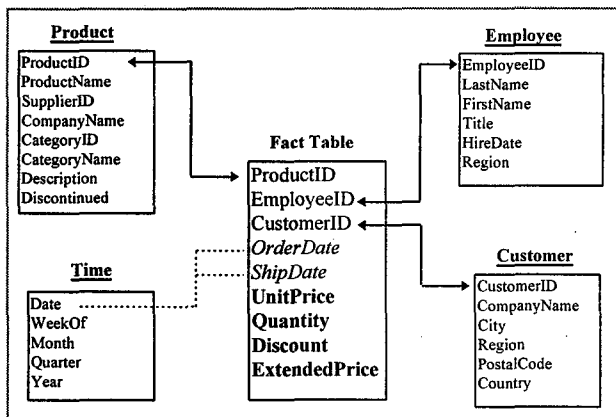 Product
ProductID
ProductName
SupplierID
CompanyName
CategoryID
CategoryName
Description
Discontinued
Employee
EmployeeID
LastName
FirstName
Title
HireDate
Region
Fact Table
ProductID
EmployeeID
CustomerID
OrderDate
ShipDate
UnitPrice
Quantity
Discount
ExtendedPrice
Time
Date
WeekOf
Month
Quarter
Year
Customer
CustomerID
CompanyName
City
Region
PostalCode
Country